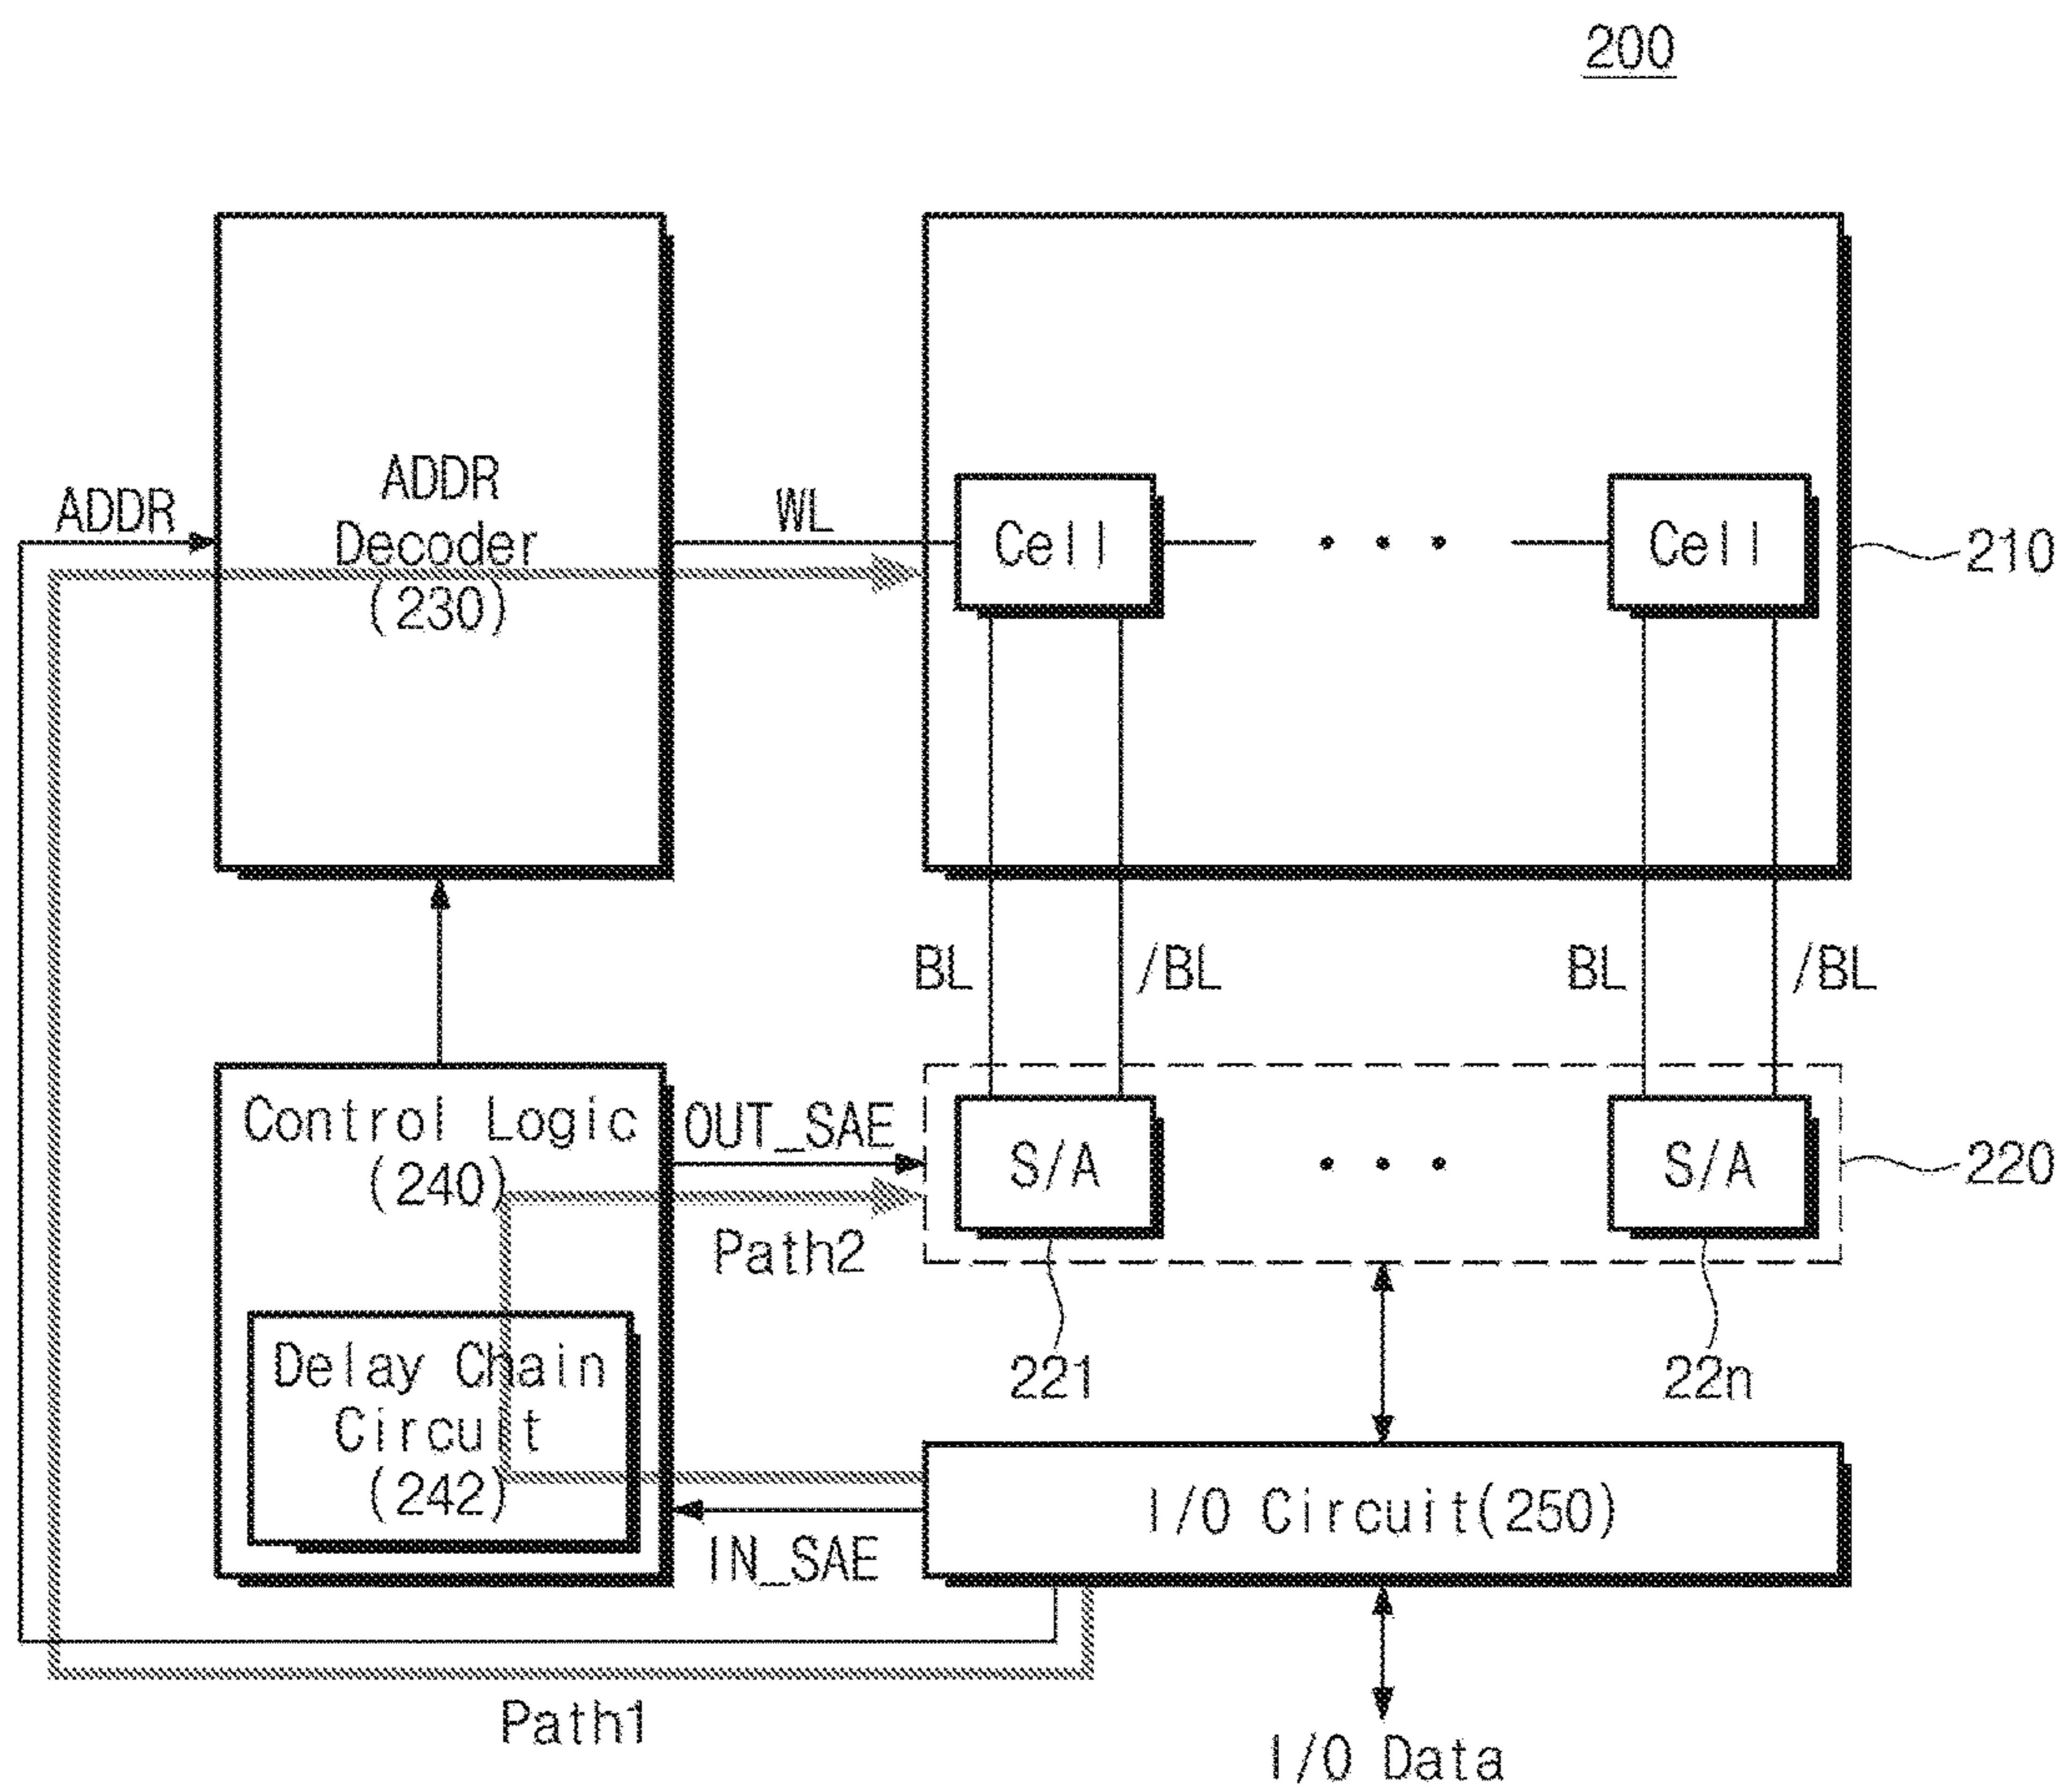 200
ADDR
ADDR
Decoder
(230)
WL
Cell
Cell
210
BL
/BL
BL
/BL
Control Logic
(240)
OUT_SAE
S/A
S/A
220
Path2
Delay Chain
Circuit
(242)
221
22n
I/O Circuit(250)
IN_SAE
Path1
I/O Data